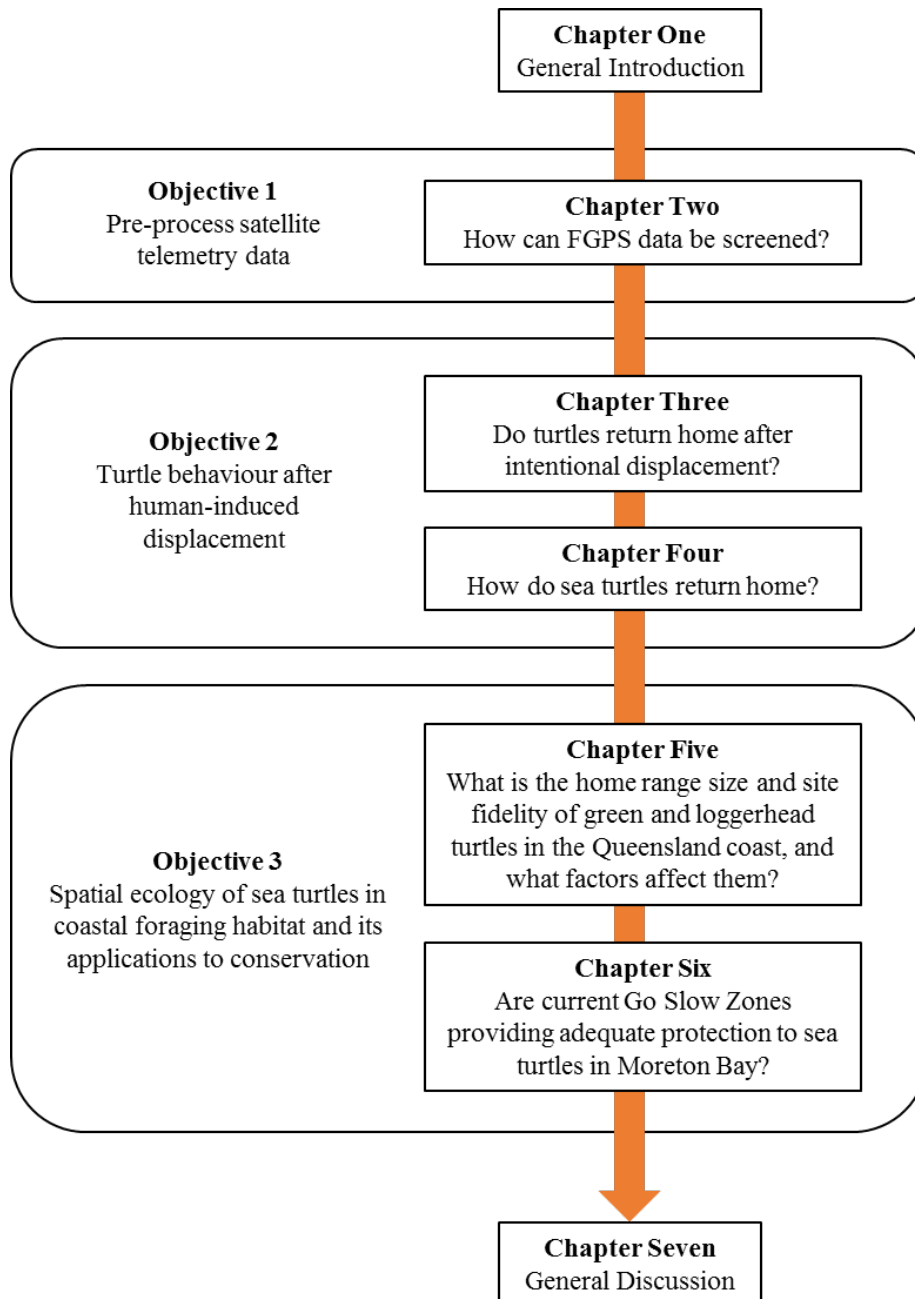 Chapter One
General Introduction
Objective 1
Pre-process satellite
telemetry data
Chapter Two
How can FGPS data be screened?
Objective 2
Turtle behaviour after
human-induced
displacement
Chapter Three
Do turtles return home after
intentional displacement?
Chapter Four
How do sea turtles return home?
Objective 3
Spatial ecology of sea turtles in
coastal foraging habitat and its
applications to conservation
Chapter Five
What is the home range size and site
fidelity of green and loggerhead
turtles in the Queensland coast, and
what factors affect them?
Chapter Six
Are current Go Slow Zones
providing adequate protection to sea
turtles in Moreton Bay?
Chapter Seven
General Discussion